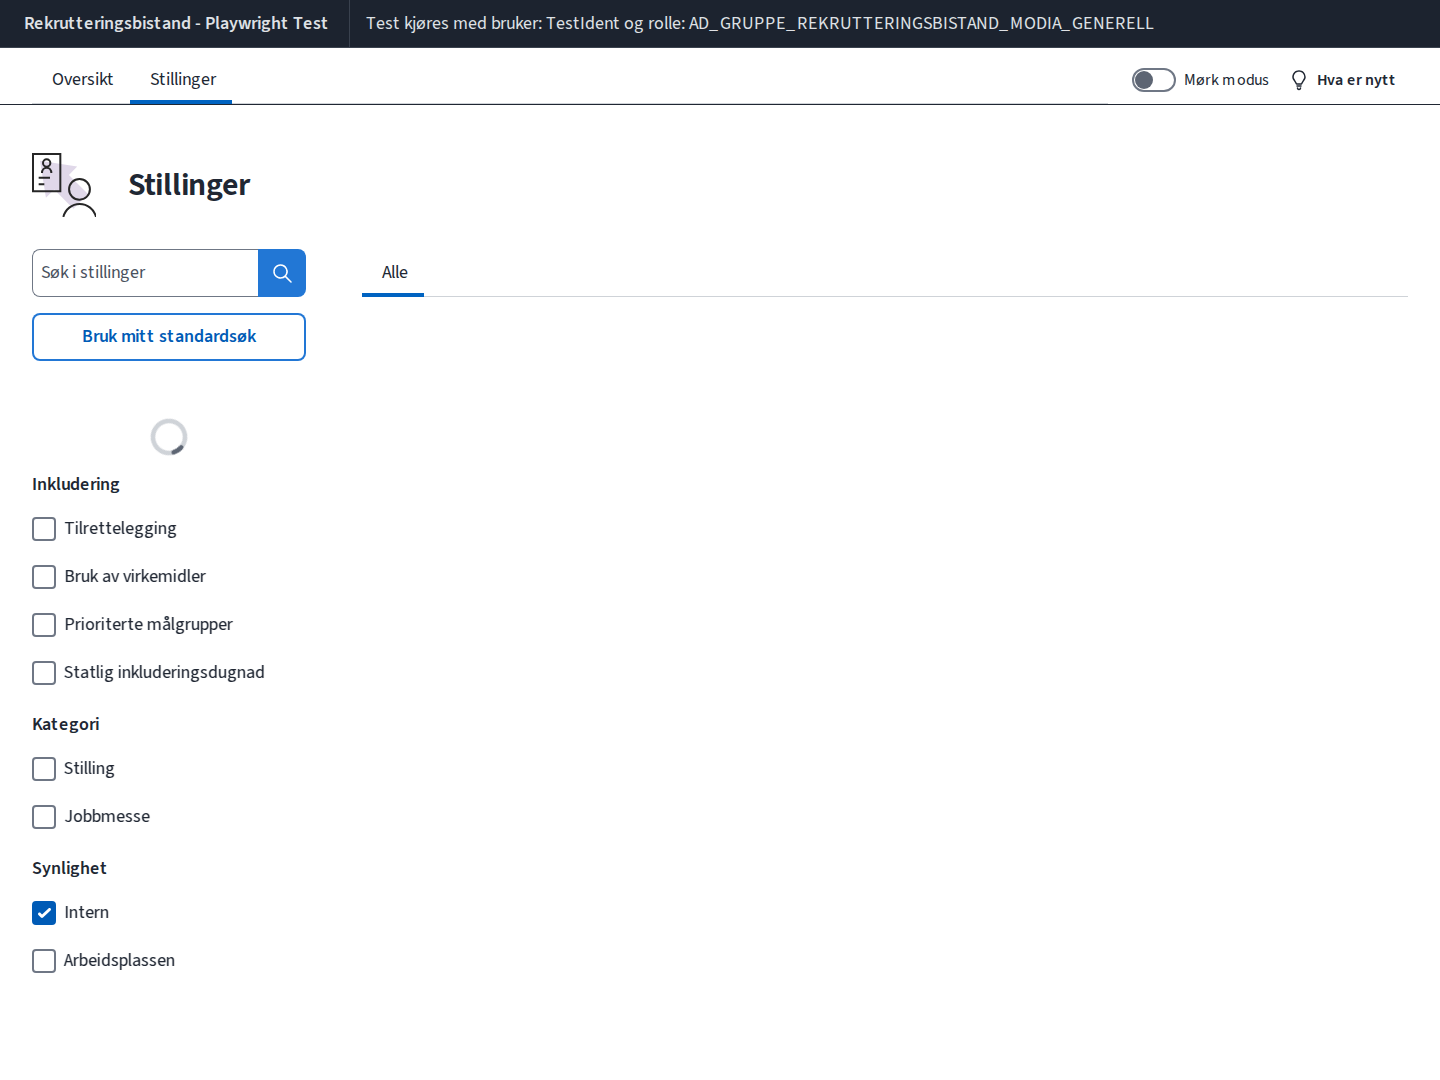 Rekrutteringsbistand - Playwright Test
Test kjøres med bruker: TestIdent og rolle: AD_GRUPPE_REKRUTTERINGSBISTAND_MODIA_GENERELL
Oversikt
Stillinger
Mørk modus
Hva er nytt
Stillinger
Søk i stillinger
Alle
Bruk mitt standardsøk
Inkludering
Tilrettelegging
Bruk av virkemidler
Prioriterte målgrupper
Statlig inkluderingsdugnad
Kategori
Stilling
Jobbmesse
Synlighet
Intern
Arbeidsplassen